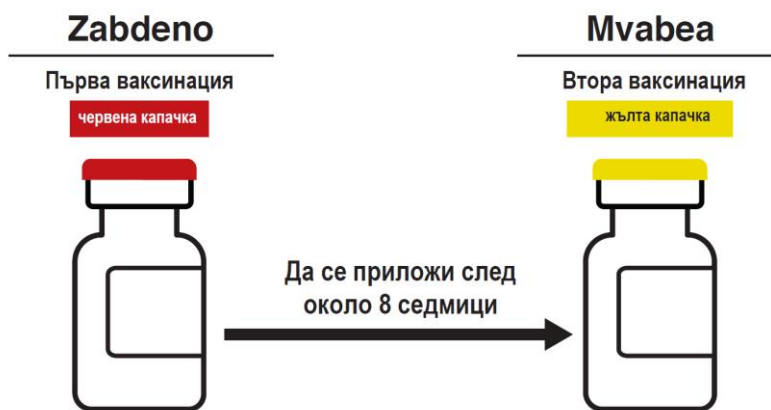 Zabdeno
Mvabea
Първа ваксинация
Втора ваксинация
червена капачка
жълта капачка
Да се приложи след
около 8 седмици